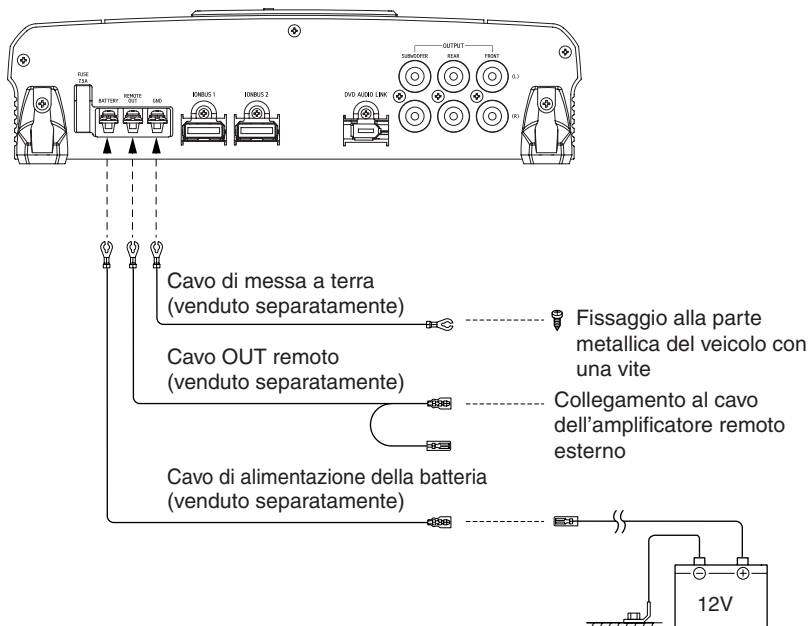 OUTPUT
SUBWOOFER REAR FRONT
FUSE
7.5A
BATTERY
REMOTE
OUT
GND
IONBUS 1
IONBUS 2
DVD AUDIO LINK
(L)
(R)
Cavo di messa a terra
(venduto separatamente)
Fissaggio alla parte
metallica del veicolo con
una vite
Cavo OUT remoto
(venduto separatamente)
Collegamento al cavo
dell'amplificatore remoto
esterno
Cavo di alimentazione della batteria
(venduto separatamente)
12V